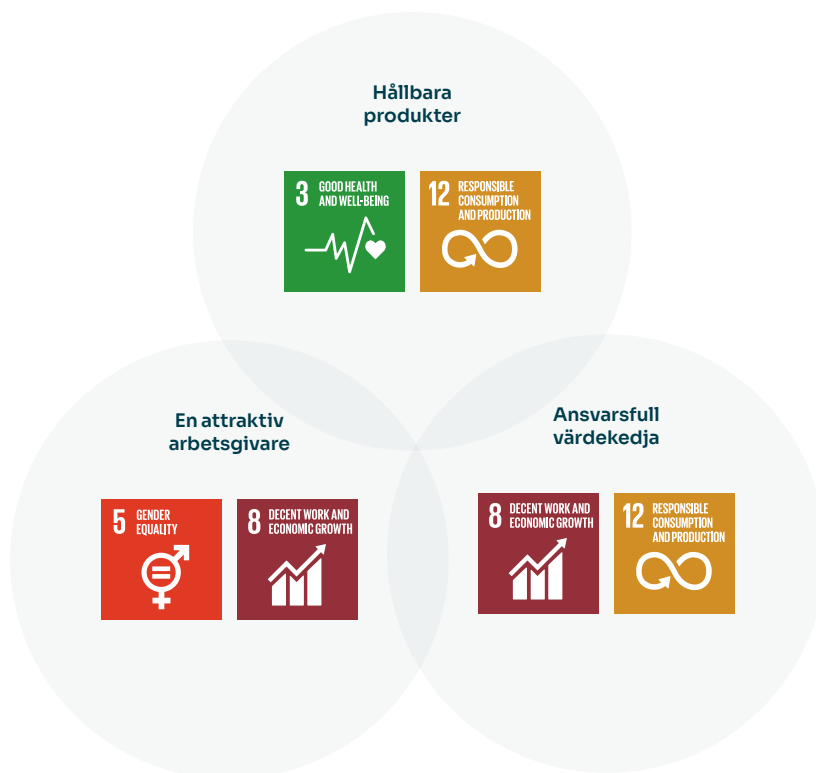 Hållbara
produkter
3 GOOD HEALTH
AND WELL-BEING
12 RESPONSIBLE
CONSUMPTION
AND PRODUCTION
En attraktiv
arbetsgivare
5 GENDER
EQUALITY
8 DECENT WORK AND
ECONOMIC GROWTH
Ansvarsfull
värdekedja
8 DECENT WORK AND
ECONOMIC GROWTH
12 RESPONSIBLE
CONSUMPTION
AND PRODUCTION